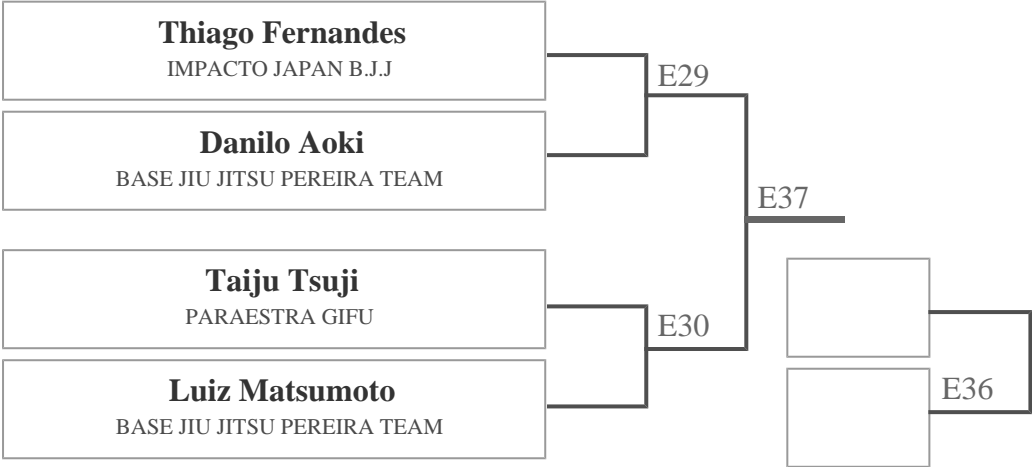 Thiago Fernandes
IMPACTO JAPAN B.J.J
E29
Danilo Aoki
BASE JIU JITSU PEREIRA TEAM
E37
Taiju Tsuji
PARAESTRA GIFU
E30
Luiz Matsumoto
BASE JIU JITSU PEREIRA TEAM
E36